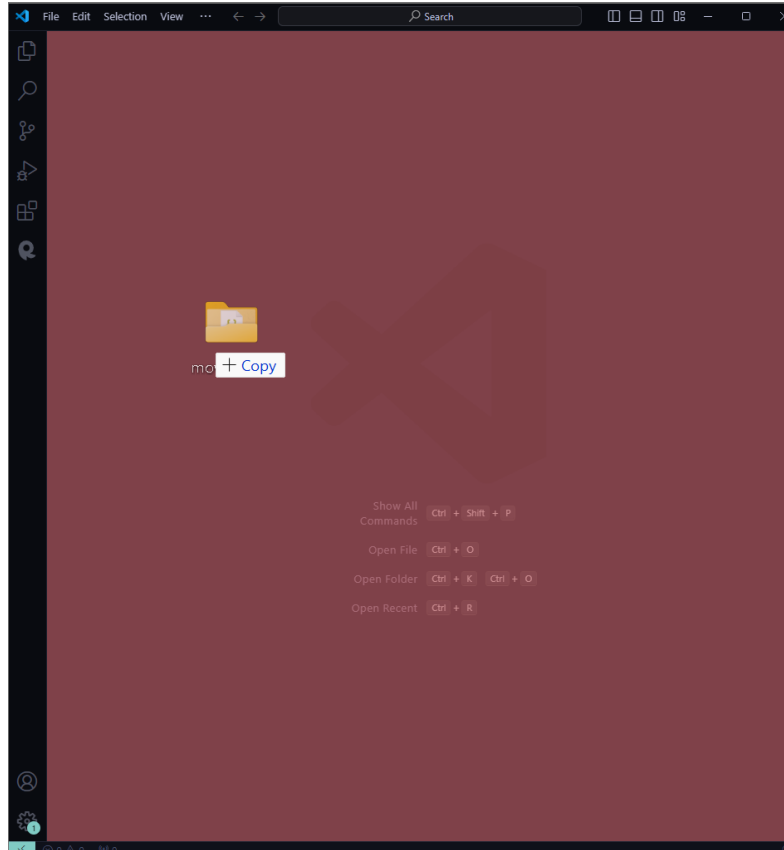 File Edit Selection View ... Search
+ Copy
Show All
Commands Ctrl + Shift + P
Open File Ctrl + O
Open Folder Ctrl + K Ctrl + O
Open Recent Ctrl + R
1